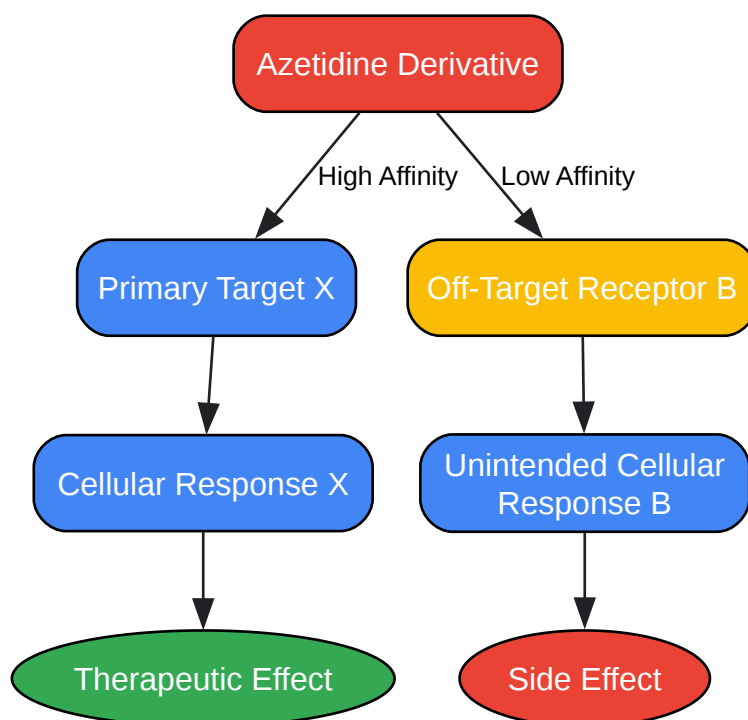 Azetidine Derivative
High Affinity
Low Affinity
Primary Target X
Off-Target Receptor B
Cellular Response X
Unintended Cellular
Response B
Therapeutic Effect
Side Effect